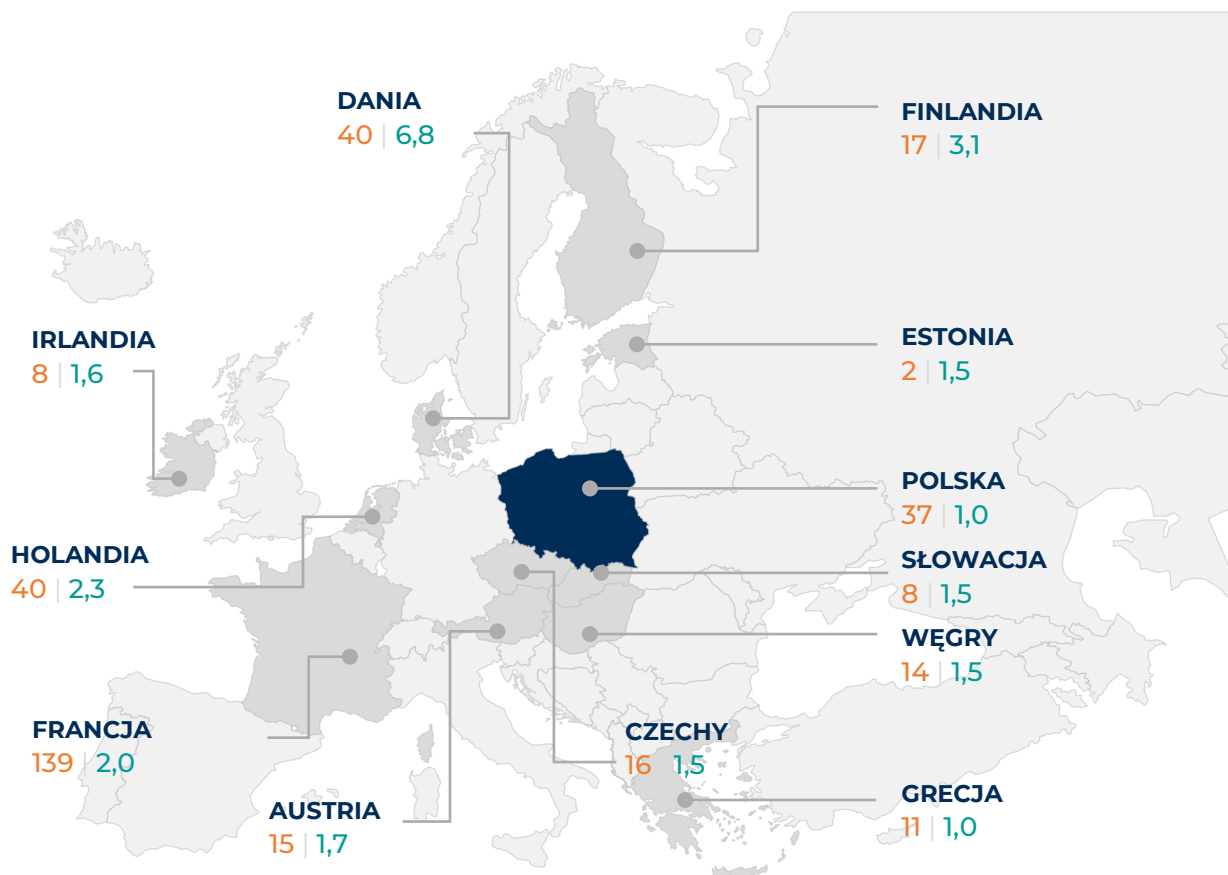 DANIA
40 | 6,8
FINLANDIA
17 | 3,1
IRLANDIA
8 | 1,6
ESTONIA
2 | 1,5
POLSKA
37 | 1,0
HOLANDIA
40 | 2,3
SŁOWACJA
8 | 1,5
WĘGRY
14 | 1,5
FRANCJA
139 | 2,0
CZECHY
16 | 1,5
AUSTRIA
15 | 1,7
GRECJA
11 | 1,0